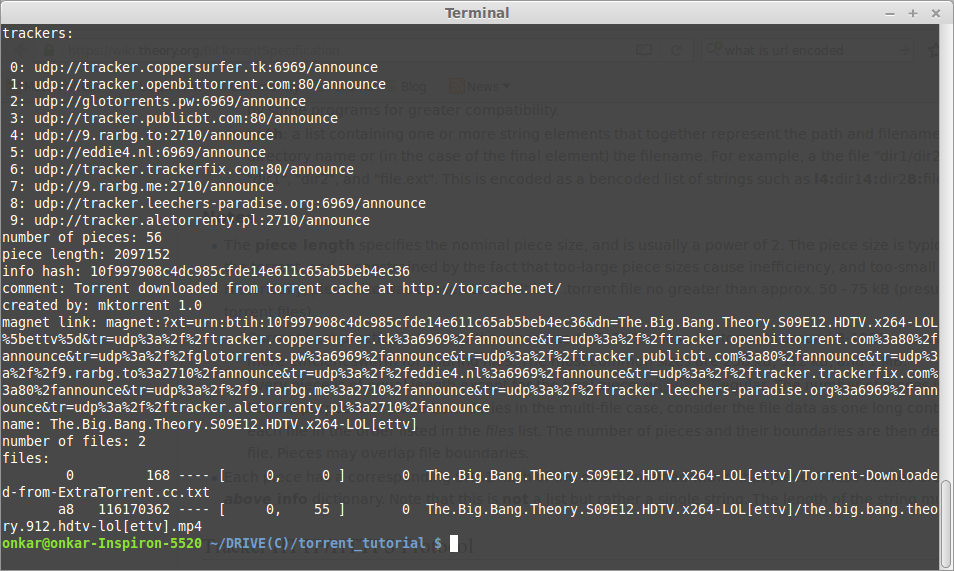 Terminal
trackers:
0: udp://tracker.coppersurfer.tk:6969/announce
1: udp://tracker.openbittorrent.com:80/announce
2: udp://glotorrents.pw:6969/announce
3: udp://tracker.publicbt.com:80/announce
4: udp://9.rarbg.to:2710/announce
5: udp://eddie4.nl:6969/announce
6: udp://tracker.trackerfix.com:80/announce
7: udp://9.rarbg.me:2710/announce
8: udp://tracker.leechers-paradise.org:6969/announce
9: udp://tracker.aletorrenty.pl:2710/announce
number of pieces: 56
piece length: 2097152
info hash: 10f997908c4dc985cfde14e611c65ab5beb4ec36
comment: Torrent downloaded from torrent cache at http://torcache.net/
created by: mktorrent 1.0
magnet link: magnet:?xt=urn:btih:10f997908c4dc985cfde14e611c65ab5beb4ec36&dn=The.Big.Bang.Theory.S09E12.HDTV.x264-LOL
%5bettv%5d&tr=udp%3a%2f%2ftracker.coppersurfer.tk%3a6969%2fannounce&tr=udp%3a%2f%2ftracker.openbittorrent.com%3a80%2f
announce&tr=udp%3a%2f%2fglotorrents.pw%3a6969%2fannounce&tr=udp%3a%2f%2ftracker.publicbt.com%3a80%2fannounce&tr=udp%3
a%2f%2f9.rarbg.to%3a2710%2fannounce&tr=udp%3a%2f%2feddie4.nl%3a6969%2fannounce&tr=udp%3a%2f%2ftracker.trackerfix.com%
3a80%2fannounce&tr=udp%3a%2f%2f9.rarbg.me%3a2710%2fannounce&tr=udp%3a%2f%2ftracker.leechers-paradise.org%3a6969%2fann
ounce&tr=udp%3a%2f%2ftracker.aletorrenty.pl%3a2710%2fannounce
name: The.Big.Bang.Theory.S09E12.HDTV.x264-LOL[ettv]
number of files: 2
files:
0 168 ---- [ 0, 0 ] 0 The.Big.Bang.Theory.S09E12.HDTV.x264-LOL[ettv]/Torrent-Downloade
d-from-ExtraTorrent.cc.txt
a8 116170362 ---- [ 0, 55 ] 0 The.Big.Bang.Theory.S09E12.HDTV.x264-LOL[ettv]/the.big.bang.theo
ry.912.hdtv-lol[ettv].mp4
onkar@onkar-Inspiron-5520 ~/DRIVE(C)/torrent_tutorial $